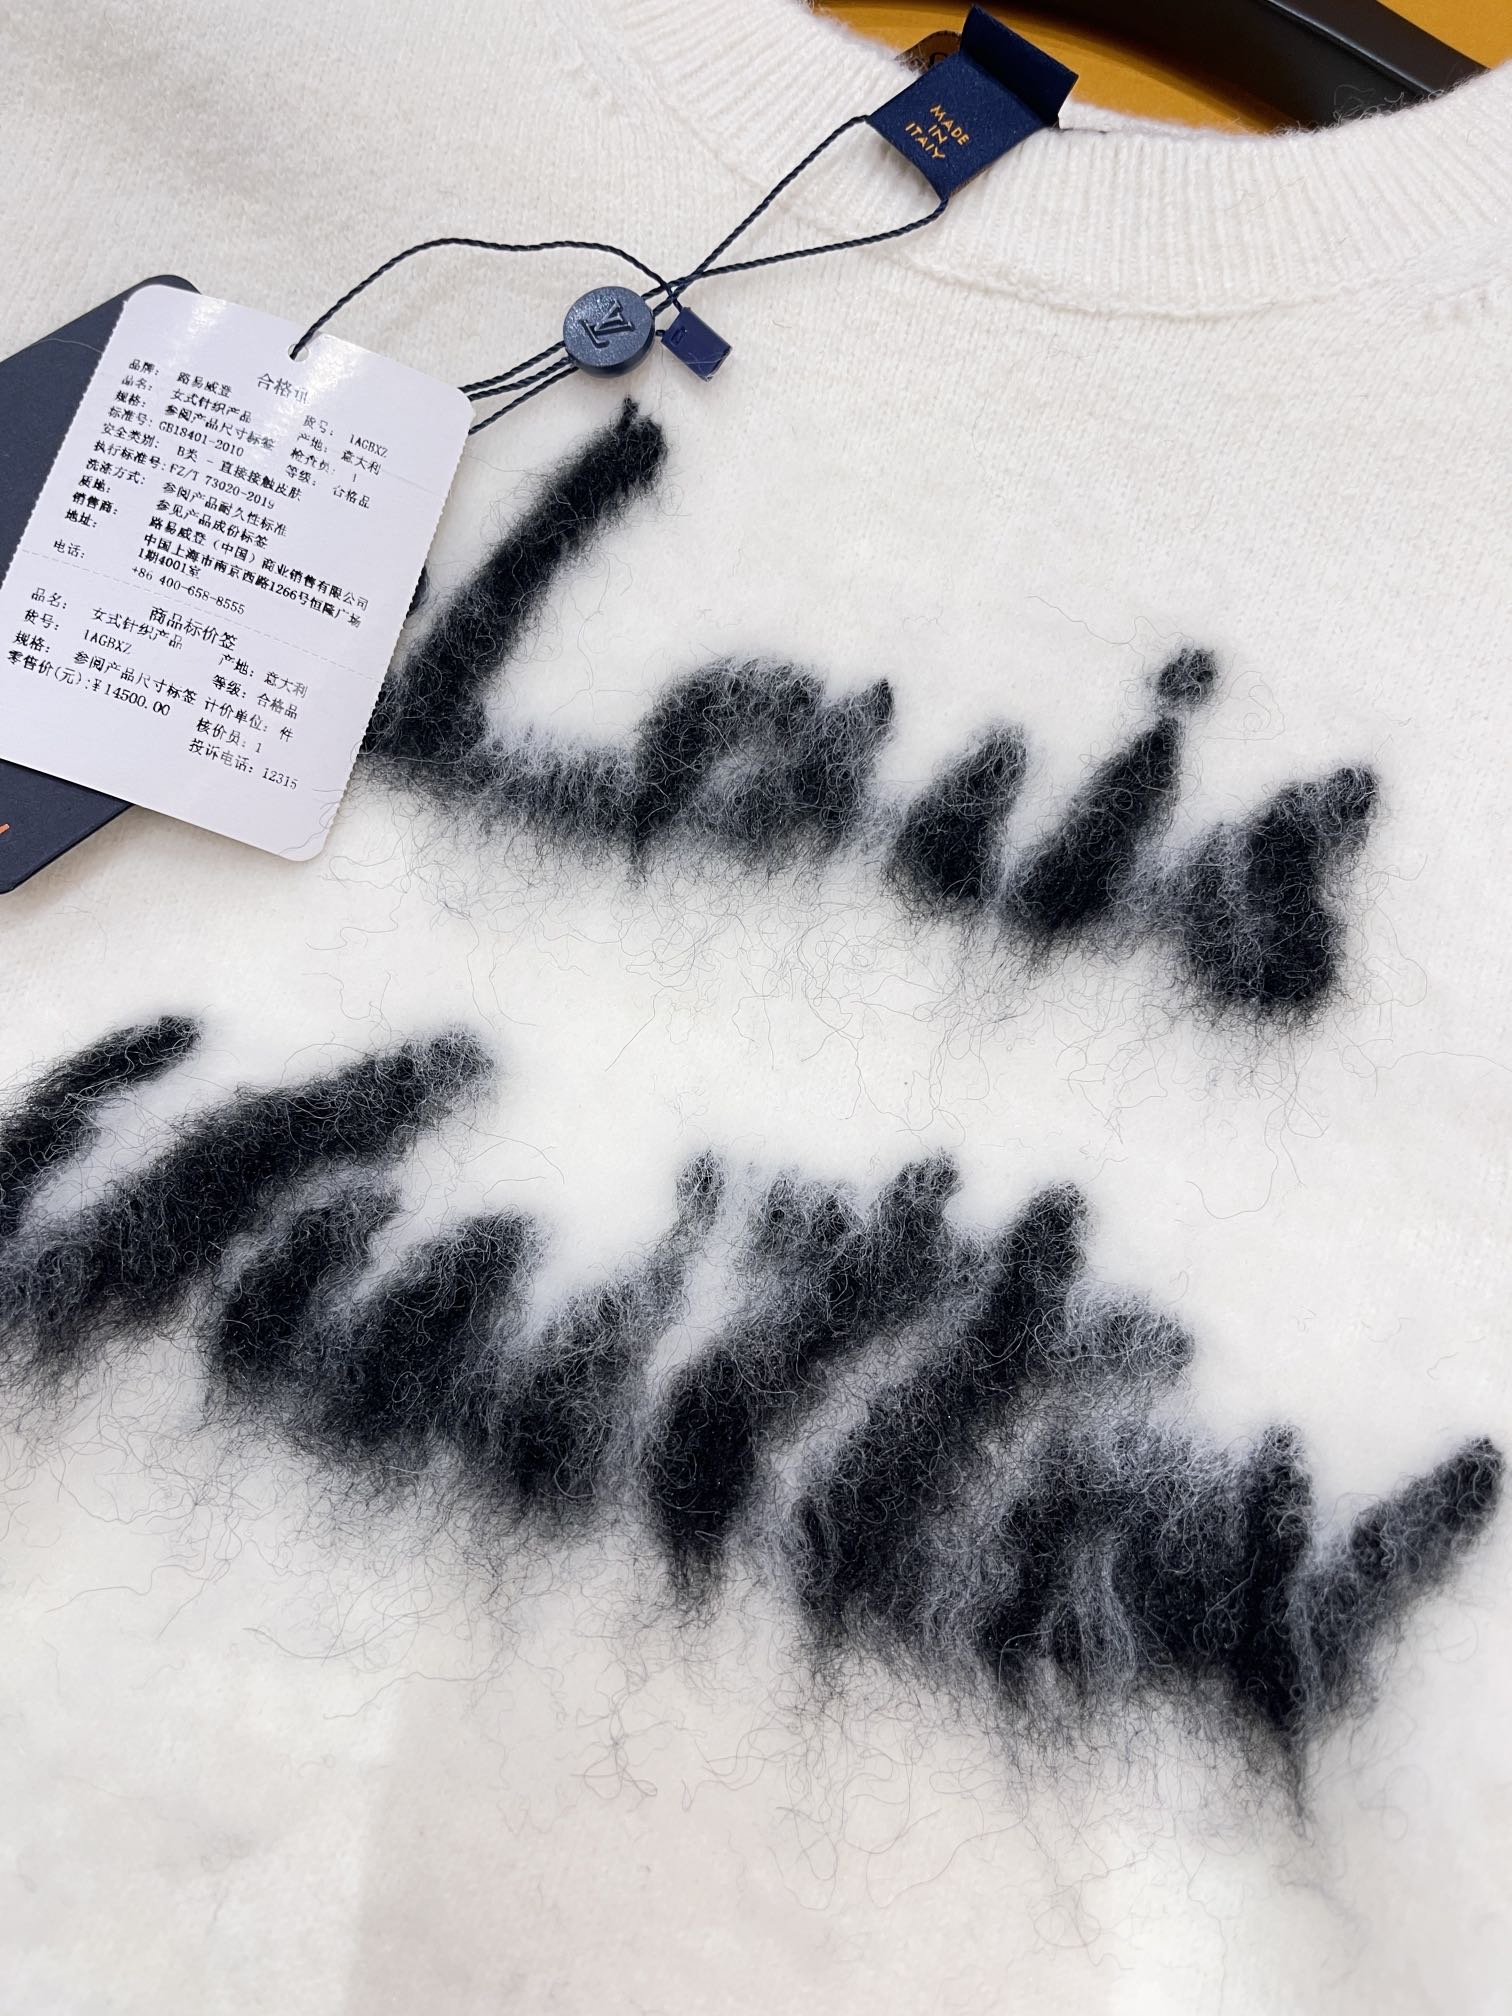 MADE
IN
ITALY
合格证
品牌: 路易威登 货号: 1AGBXZ
品名: 女式针织产品 产地: 意大利
规格: 参阅产品尺寸标签 检查员: 1
标准号: GB18401-2010 等级: 合格品
安全类别: B类 - 直接接触皮肤
执行标准号: FZ/T 73020-2019
洗涤方式: 参阅产品耐久性标准
质地: 参见产品成份标签
销售商: 路易威登（中国）商业销售有限公司
地址: 中国上海市南京西路1266号恒隆广场
1期4001室
电话: +86 400-658-8555
商品标价签
品名: 女式针织产品 产地: 意大利
货号: 1AGBXZ 等级: 合格品
规格: 参阅产品尺寸标签 计价单位: 件
零售价(元): ¥14500.00 核价员: 1
投诉电话: 12315
LV
Louis
Vuitton